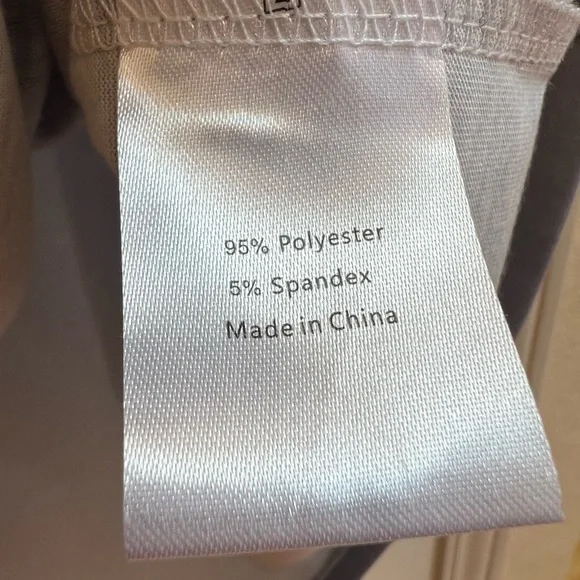 95% Polyester
5% Spandex
Made in China